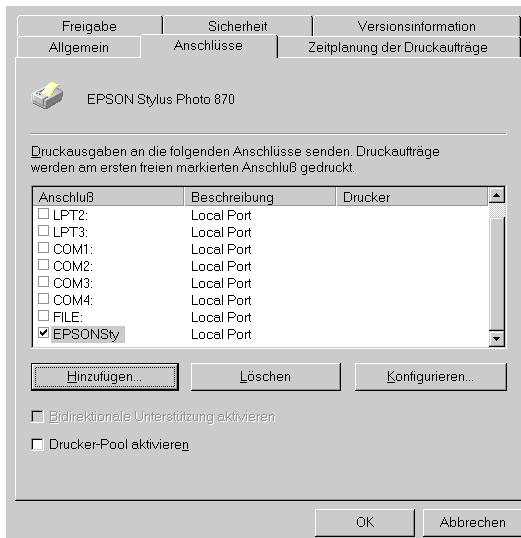 Freigabe Sicherheit Versionsinformation
Allgemein Anschlüsse Zeitplanung der Druckaufträge
EPSON Stylus Photo 870
Druckausgaben an die folgenden Anschlüsse senden. Druckaufträge
werden am ersten freien markierten Anschluß gedruckt.
Anschluß Beschreibung Drucker
LPT2: Local Port
LPT3: Local Port
COM1: Local Port
COM2: Local Port
COM3: Local Port
COM4: Local Port
FILE: Local Port
EPSONSty Local Port
Hinzufügen... Löschen Konfigurieren...
Bidirektionale Unterstützung aktivieren
Drucker-Pool aktivieren
OK Abbrechen